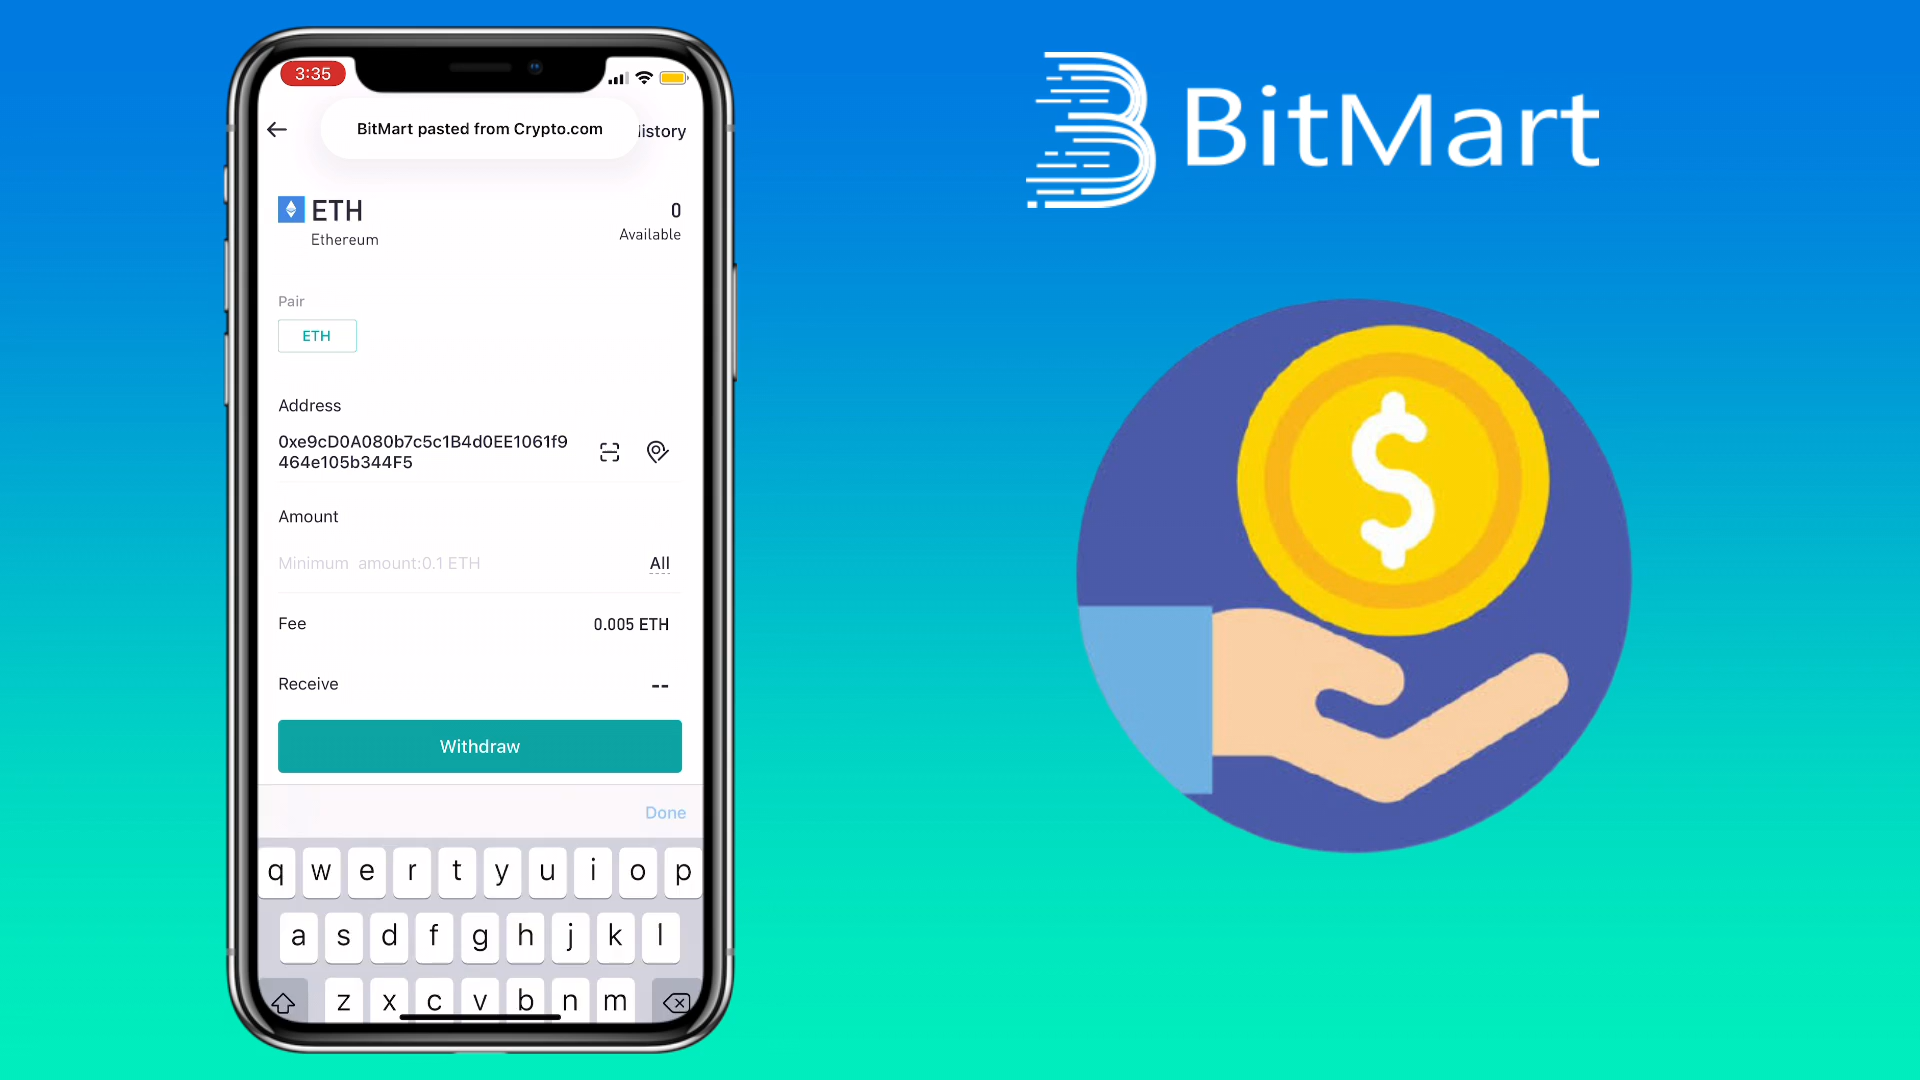 3:35
BitMart pasted from Crypto.com
istory
ETH
0
Ethereum
Available
Pair
ETH
Address
0xe9cD0A080b7c5c1B4d0EE1061f9
464e105b344F5
Amount
Minimum amount:0.1 ETH
All
Fee
0.005 ETH
Receive
--
Withdraw
Done
q w e r t y u i o p
a s d f g h j k l
z x c v b n m
BitMart
$